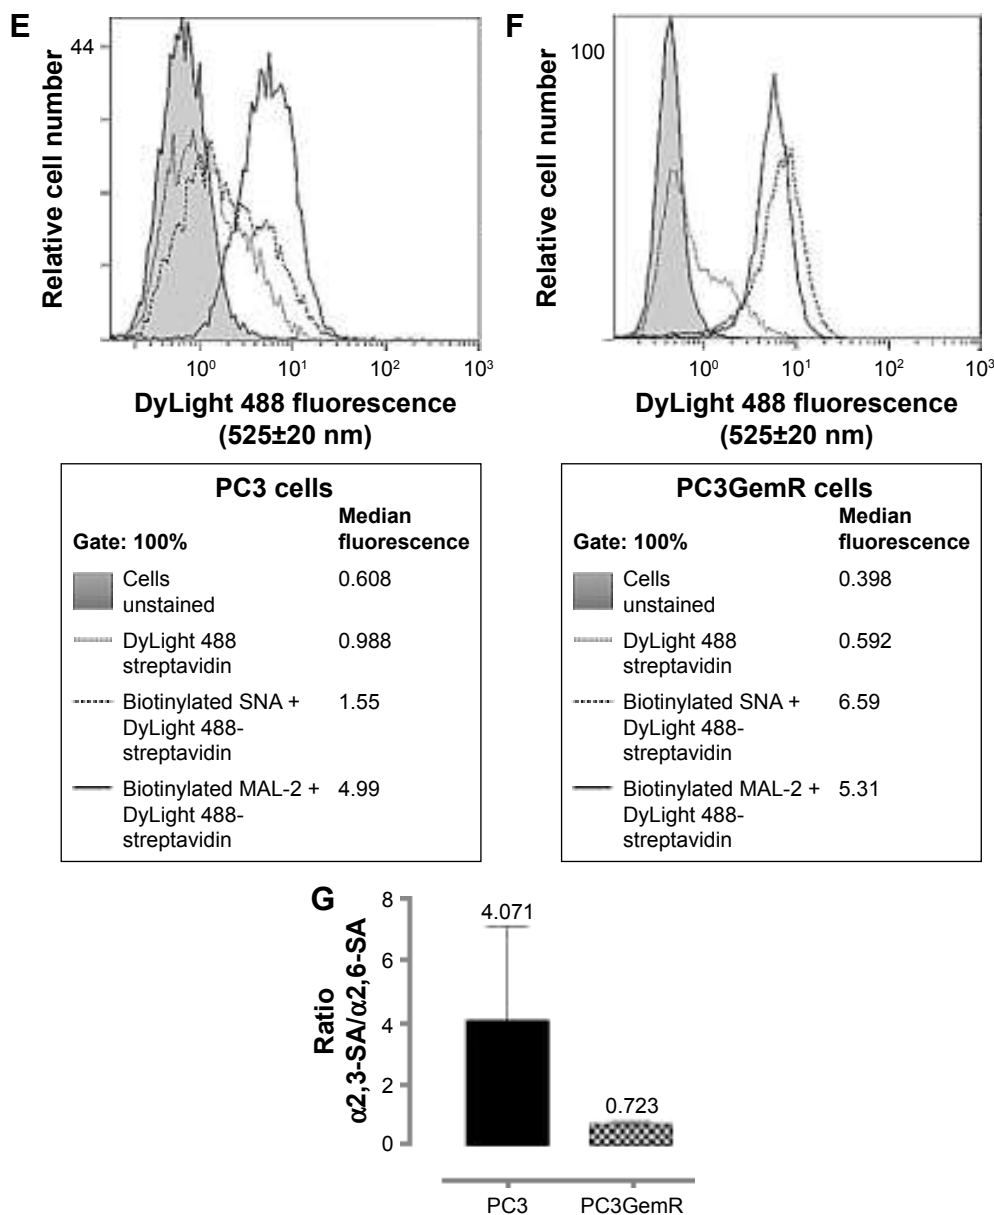 E
44
Relative cell number
10⁰ 10¹ 10² 10³
DyLight 488 fluorescence
(525±20 nm)
PC3 cells
Gate: 100%
Median
fluorescence
Cells
unstained
0.608
DyLight 488
streptavidin
0.988
Biotinylated SNA +
DyLight 488-
streptavidin
1.55
Biotinylated MAL-2 +
DyLight 488-
streptavidin
4.99
F
100
Relative cell number
10⁰ 10¹ 10² 10³
DyLight 488 fluorescence
(525±20 nm)
PC3GemR cells
Gate: 100%
Median
fluorescence
Cells
unstained
0.398
DyLight 488
streptavidin
0.592
Biotinylated SNA +
DyLight 488-
streptavidin
6.59
Biotinylated MAL-2 +
DyLight 488-
streptavidin
5.31
G
Ratio
α2,3-SA/α2,6-SA
8
6
4
2
0
4.071
0.723
PC3 PC3GemR